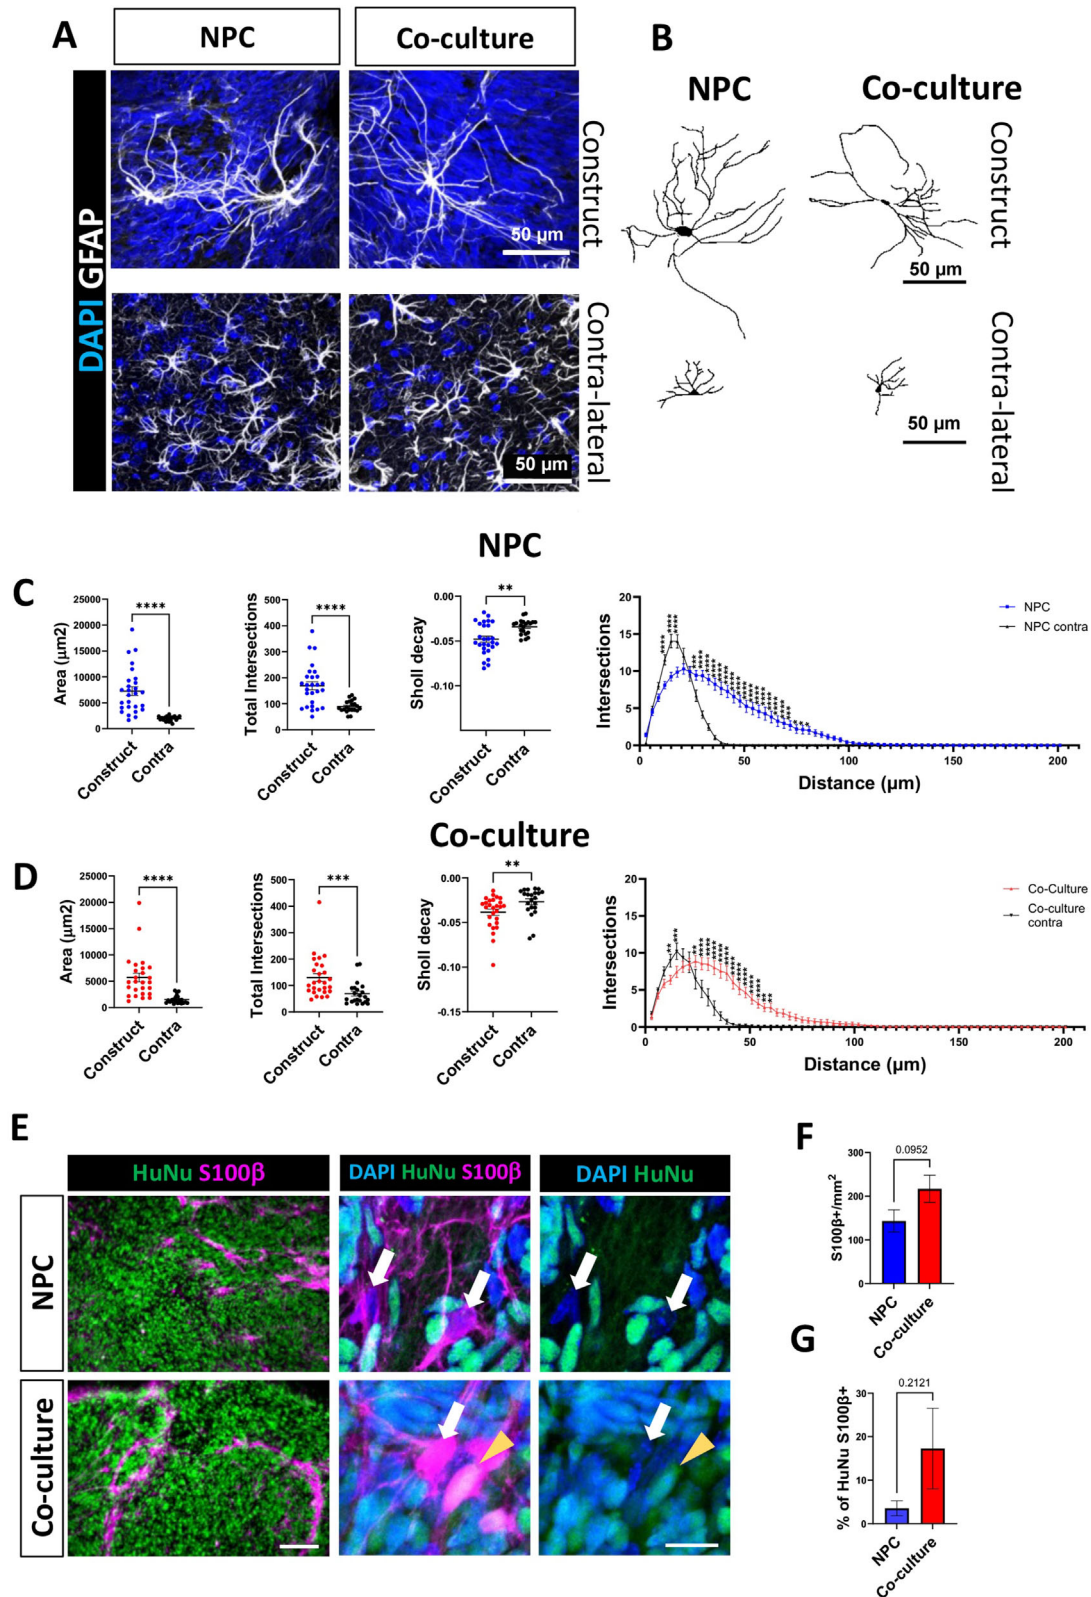 A
NPC
Co-culture
DAPI GFAP
Construct
50 µm
Contra-lateral
50 µm
B
NPC
Co-culture
Construct
50 µm
Contra-lateral
50 µm
NPC
C
Area (µm2)
25000
20000
15000
10000
5000
0
****
Construct
Contra
Total Intersections
500
400
300
200
100
0
****
Construct
Contra
Sholl decay
0.00
-0.05
-0.10
**
Construct
Contra
Intersections
20
15
10
5
0
0
50
100
150
200
Distance (µm)
NPC
NPC contra
Co-culture
D
Area (µm2)
25000
20000
15000
10000
5000
0
****
Construct
Contra
Total Intersections
500
400
300
200
100
0
***
Construct
Contra
Sholl decay
0.00
-0.05
-0.10
-0.15
**
Construct
Contra
Intersections
20
15
10
5
0
0
50
100
150
200
Distance (µm)
Co-Culture
Co-culture
contra
E
HuNu S100β
DAPI HuNu S100β
DAPI HuNu
NPC
Co-culture
F
S100β+/mm²
300
200
100
0
0.0952
NPC
Co-culture
G
% of HuNu S100β+
30
20
10
0
0.2121
NPC
Co-culture